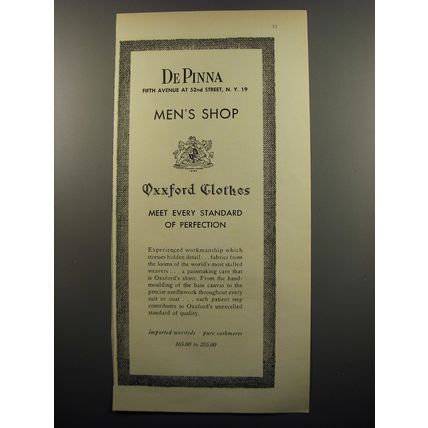 11
DE PINNA
FIFTH AVENUE AT 52nd STREET, N. Y. 19
MEN'S SHOP
Oxxford Clothes
MEET EVERY STANDARD
OF PERFECTION
Experienced workmanship which
stresses hidden detail . . . fabrics from
the looms of the world's most skilled
weavers . . . a painstaking care that
is Oxxford's alone. From the hand-
moulding of the hair canvas to the
precise needlework throughout every
suit or coat . . . each patient step
contributes to Oxxford's unexcelled
standard of quality.
imported worsteds pure cashmeres
165.00 to 255.00